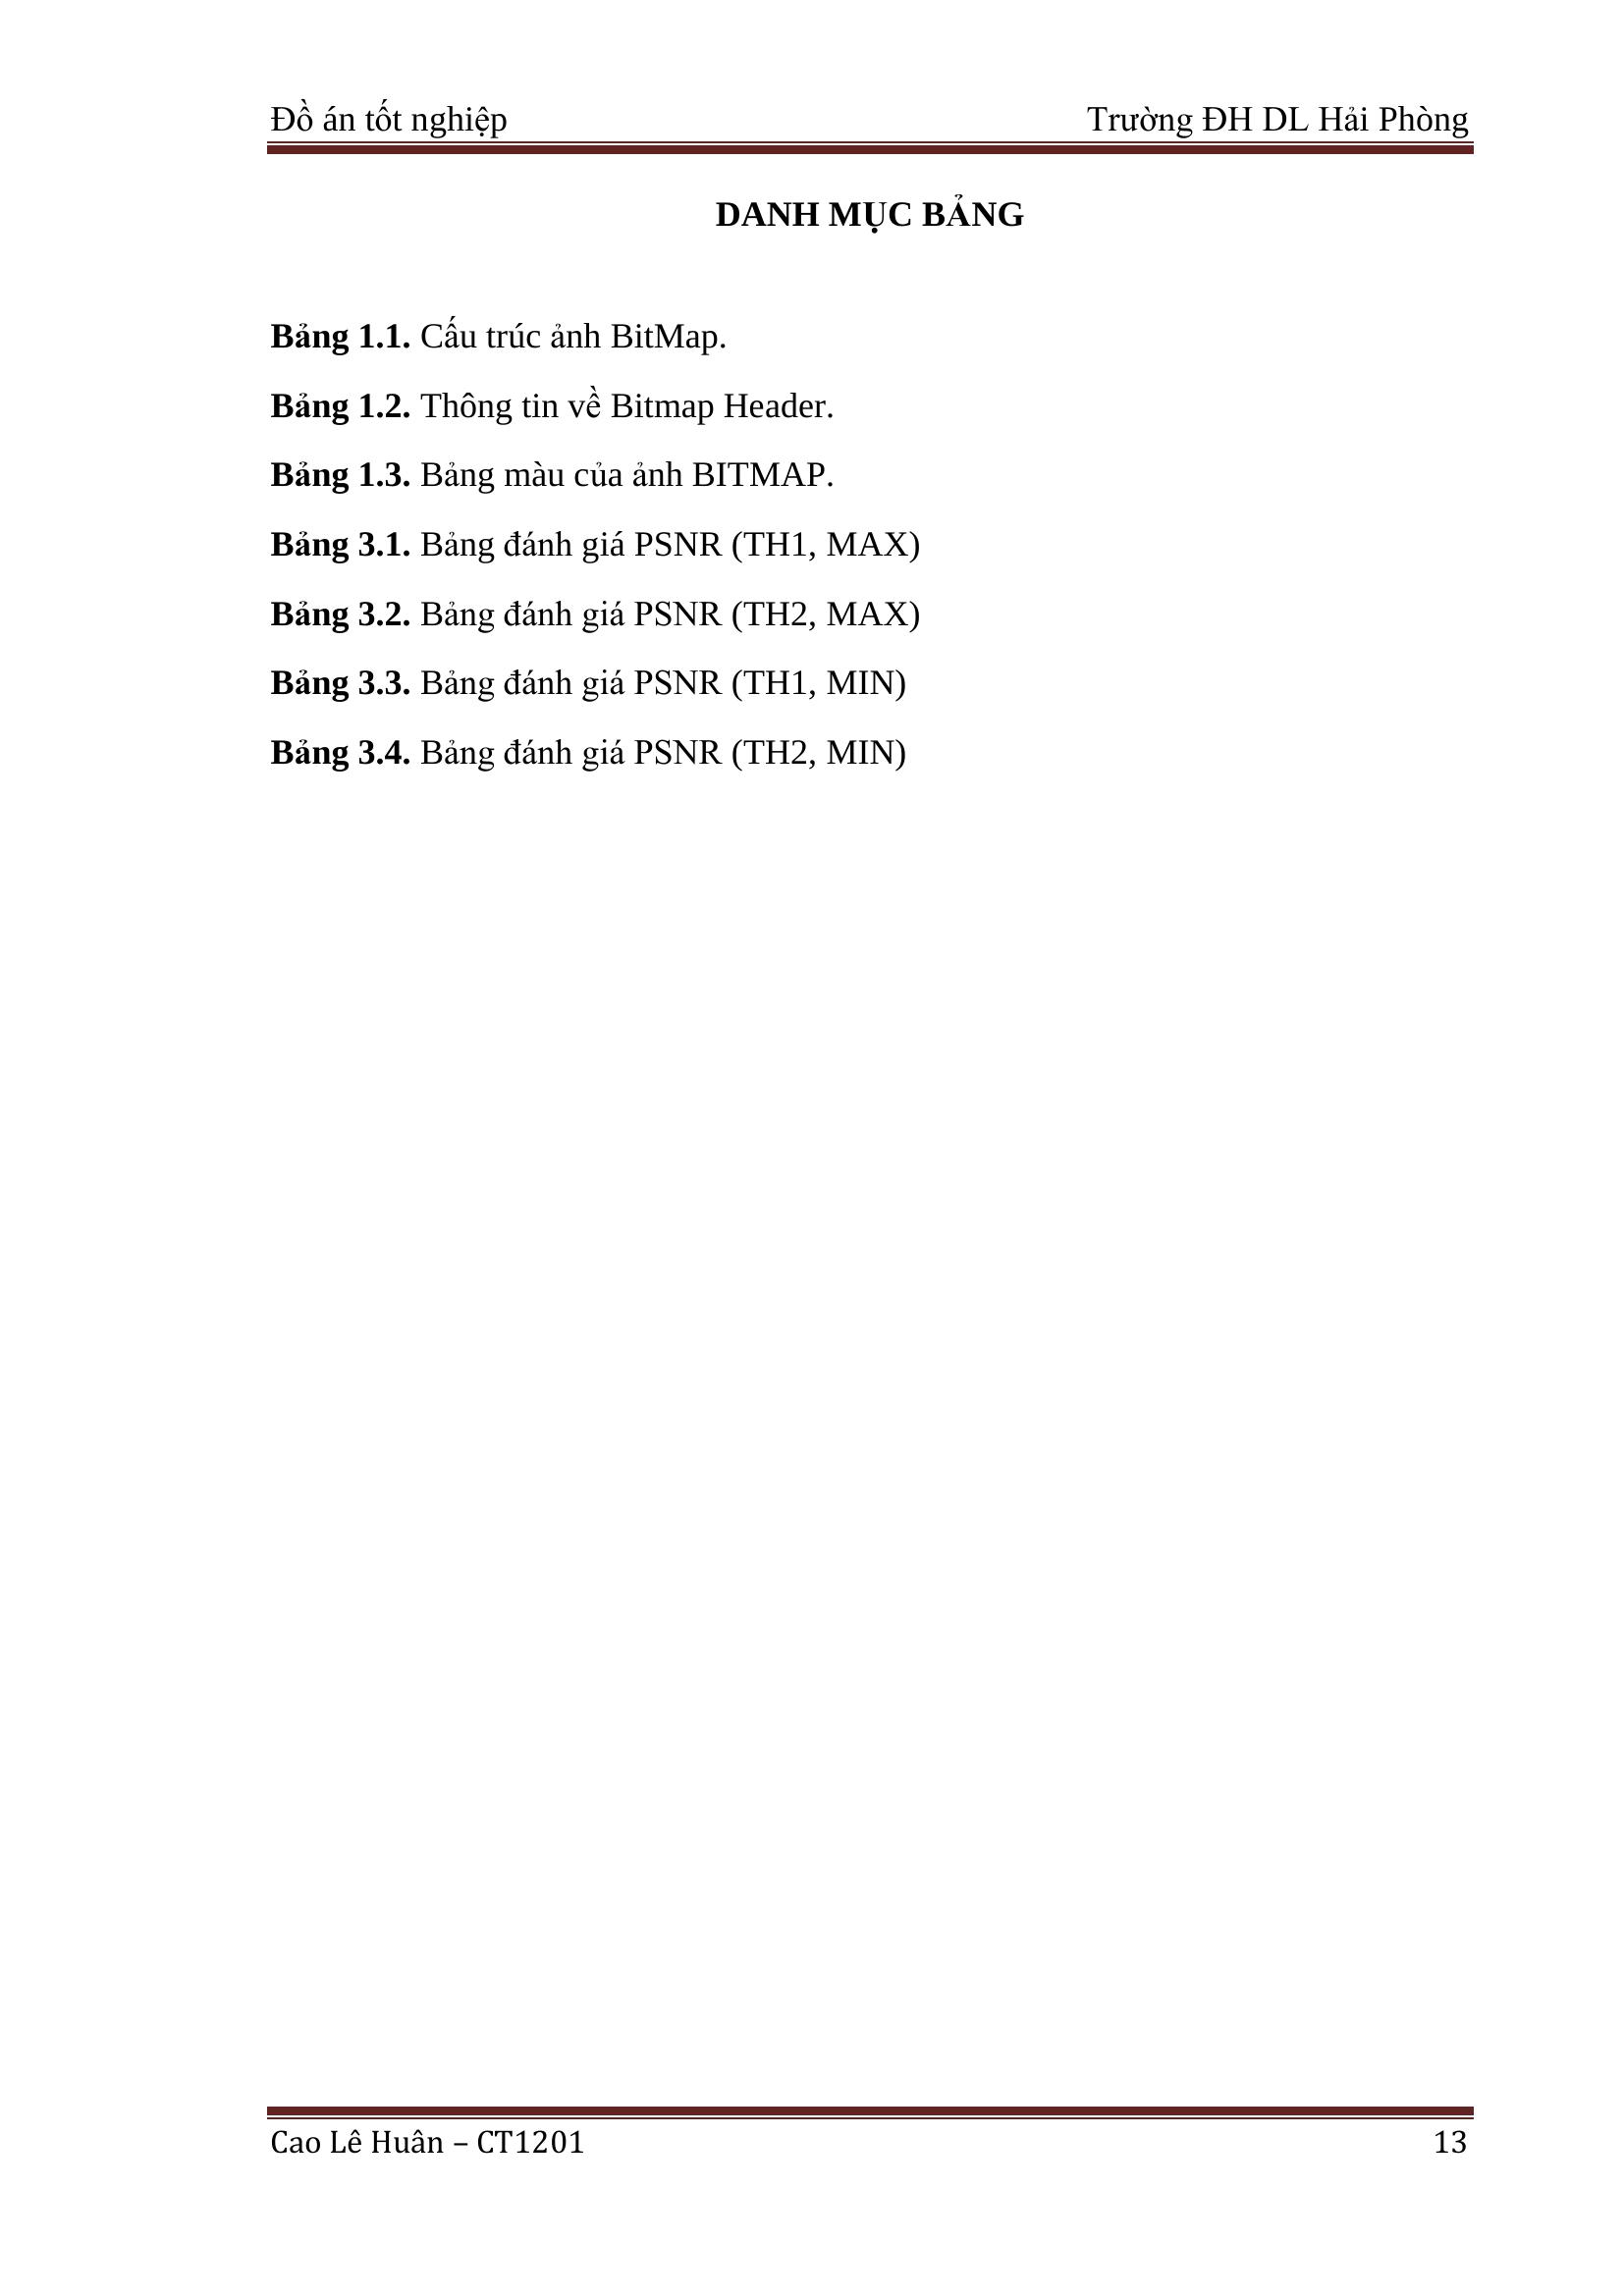 Đồ án tốt nghiệp Trường ĐH DL Hải Phòng
DANH MỤC BẢNG
Bảng 1.1. Cấu trúc ảnh BitMap.
Bảng 1.2. Thông tin về Bitmap Header.
Bảng 1.3. Bảng màu của ảnh BITMAP.
Bảng 3.1. Bảng đánh giá PSNR (TH1, MAX)
Bảng 3.2. Bảng đánh giá PSNR (TH2, MAX)
Bảng 3.3. Bảng đánh giá PSNR (TH1, MIN)
Bảng 3.4. Bảng đánh giá PSNR (TH2, MIN)
Cao Lê Huân – CT1201 13